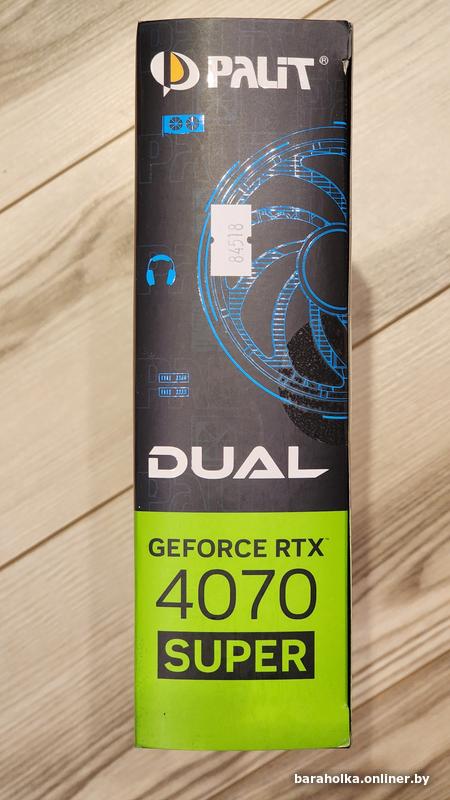 PALIT®
84518
DUAL
GEFORCE RTX™
4070
SUPER
baraholka.onliner.by